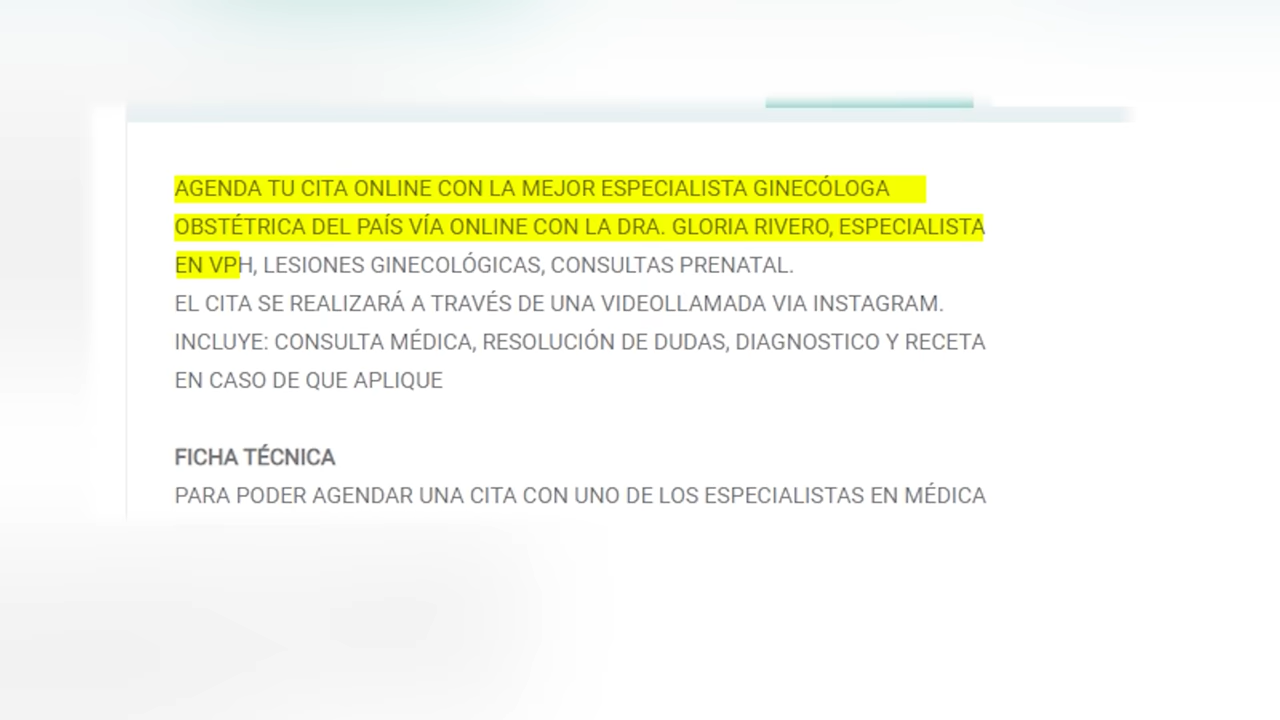 AGENDA TU CITA ONLINE CON LA MEJOR ESPECIALISTA GINECÓLOGA
OBSTÉTRICA DEL PAÍS VÍA ONLINE CON LA DRA. GLORIA RIVERO, ESPECIALISTA
EN VPH, LESIONES GINECOLÓGICAS, CONSULTAS PRENATAL.
EL CITA SE REALIZARÁ A TRAVÉS DE UNA VIDEOLLAMADA VIA INSTAGRAM.
INCLUYE: CONSULTA MÉDICA, RESOLUCIÓN DE DUDAS, DIAGNOSTICO Y RECETA
EN CASO DE QUE APLIQUE
FICHA TÉCNICA
PARA PODER AGENDAR UNA CITA CON UNO DE LOS ESPECIALISTAS EN MÉDICA